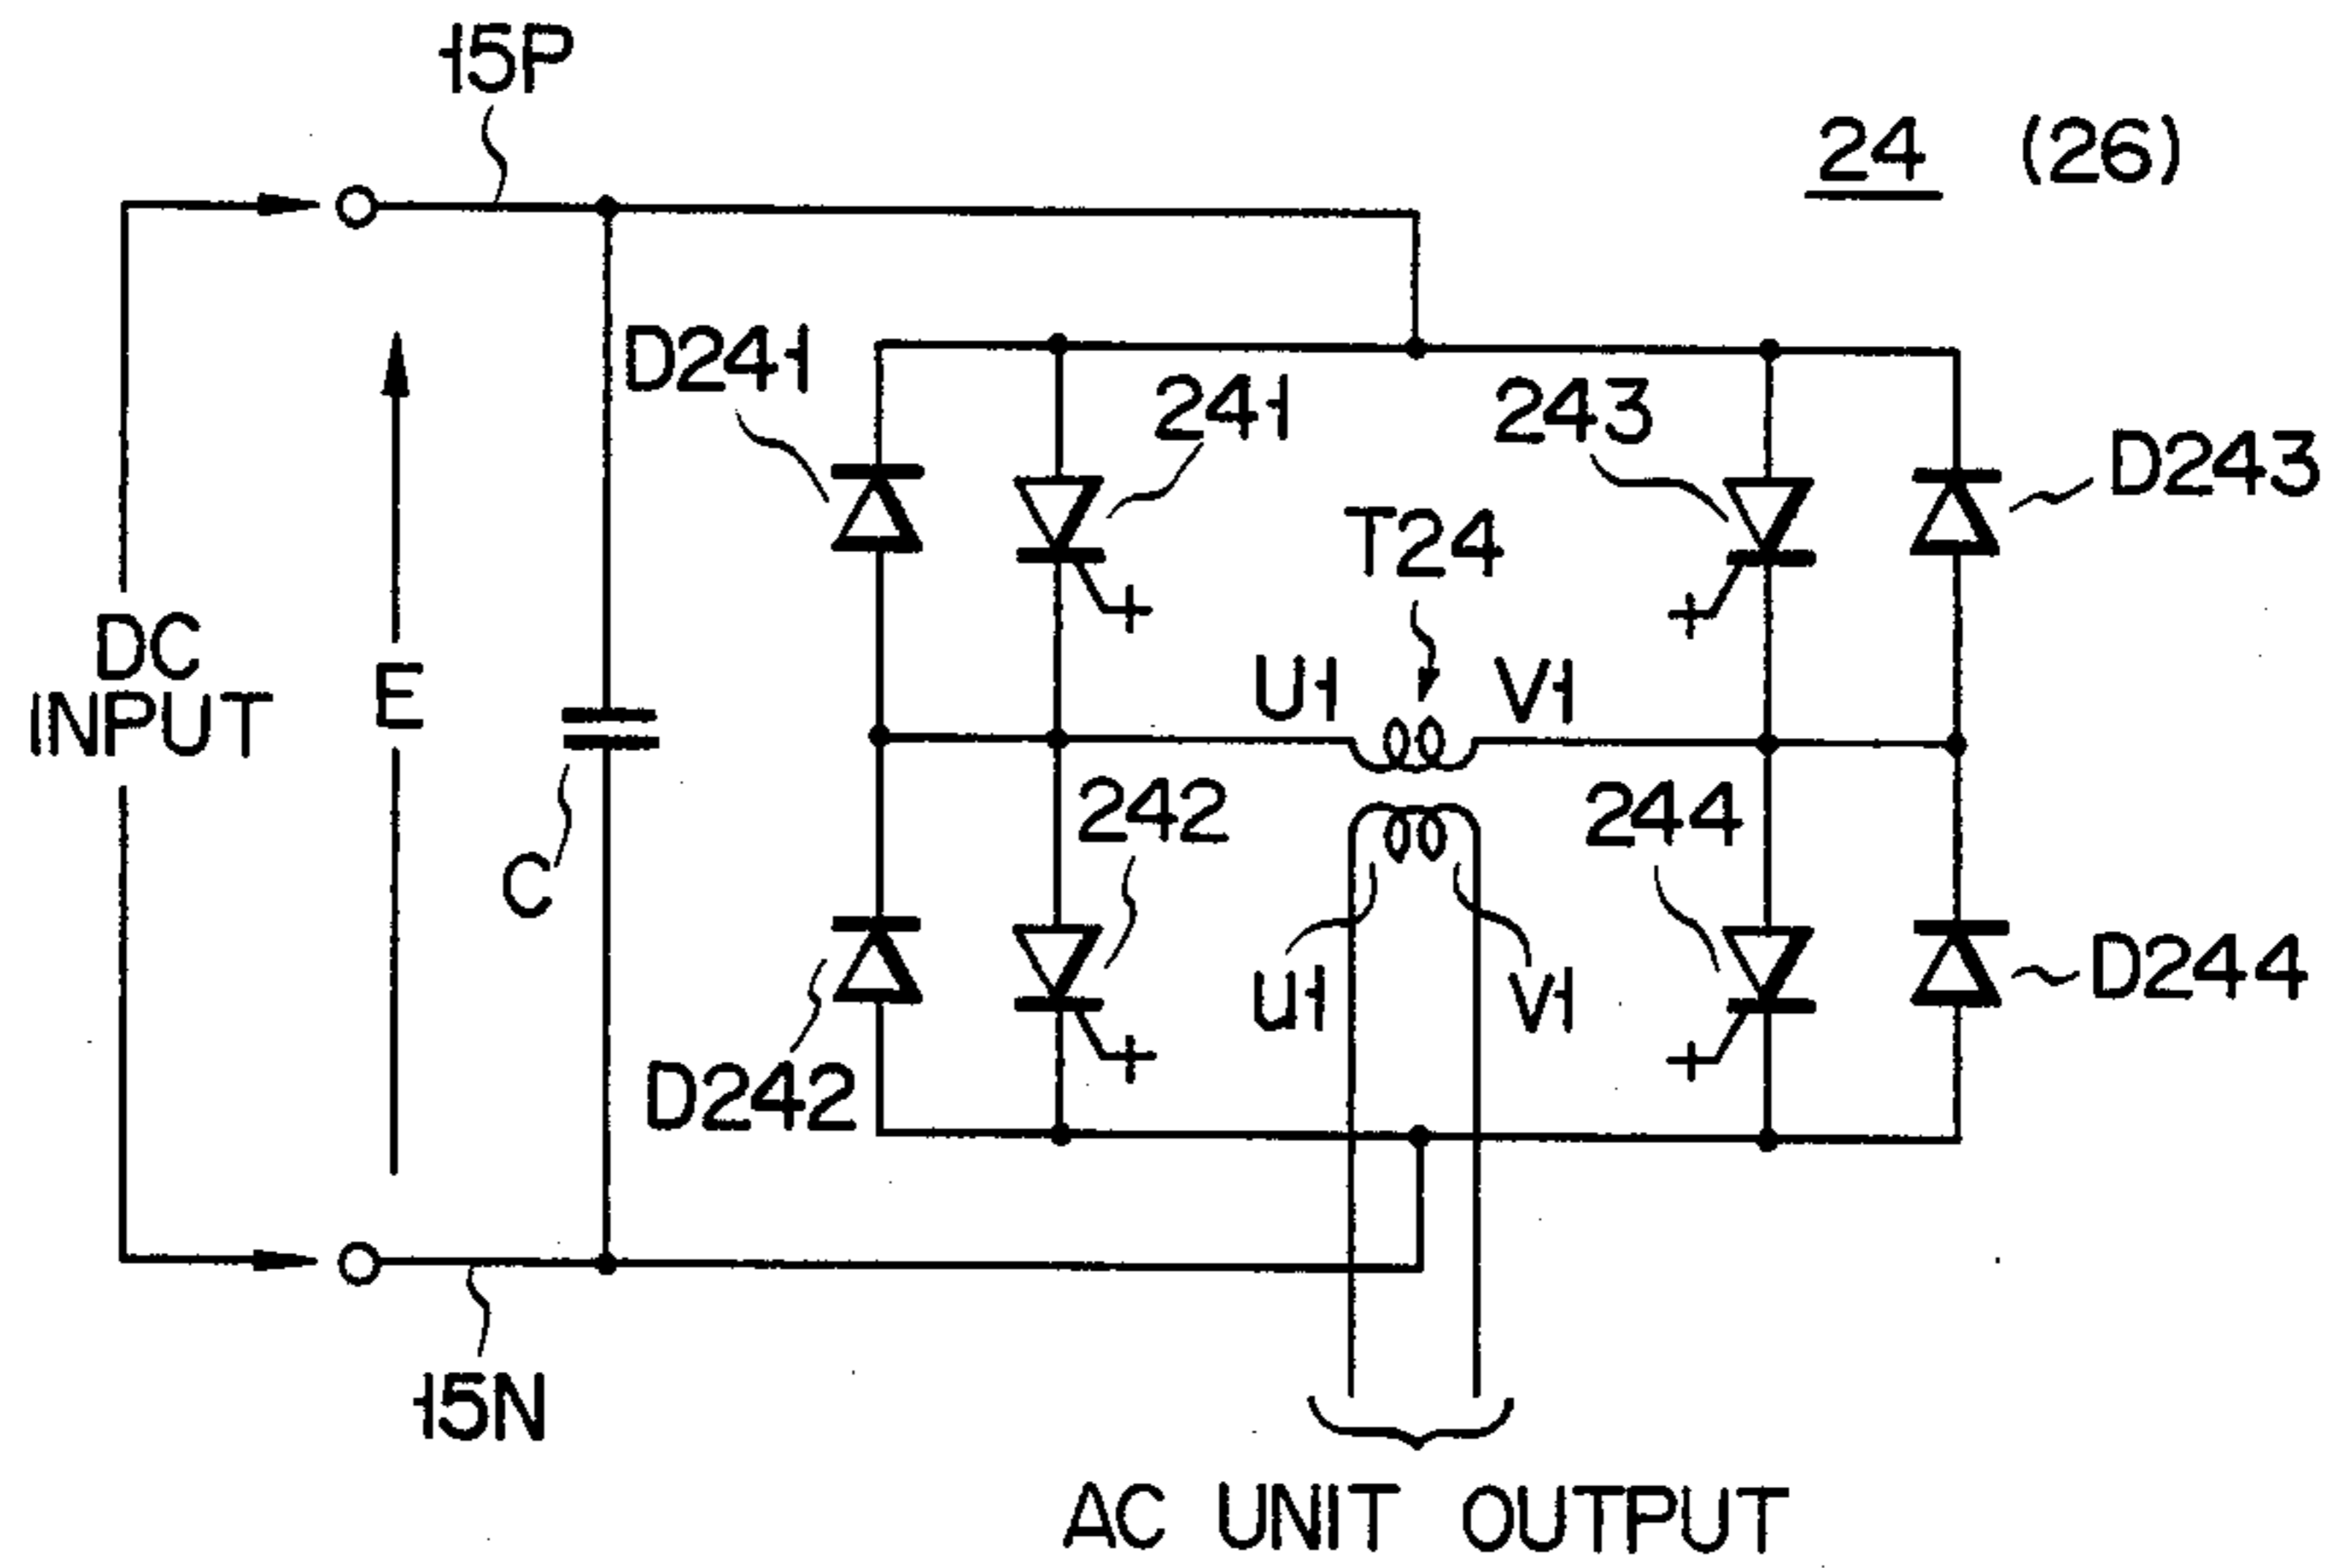 15P
24 (26)
D241
241
243
D243
T24
DC
INPUT
E
U1
V1
C
242
244
u1
V1
D242
D244
15N
AC UNIT OUTPUT